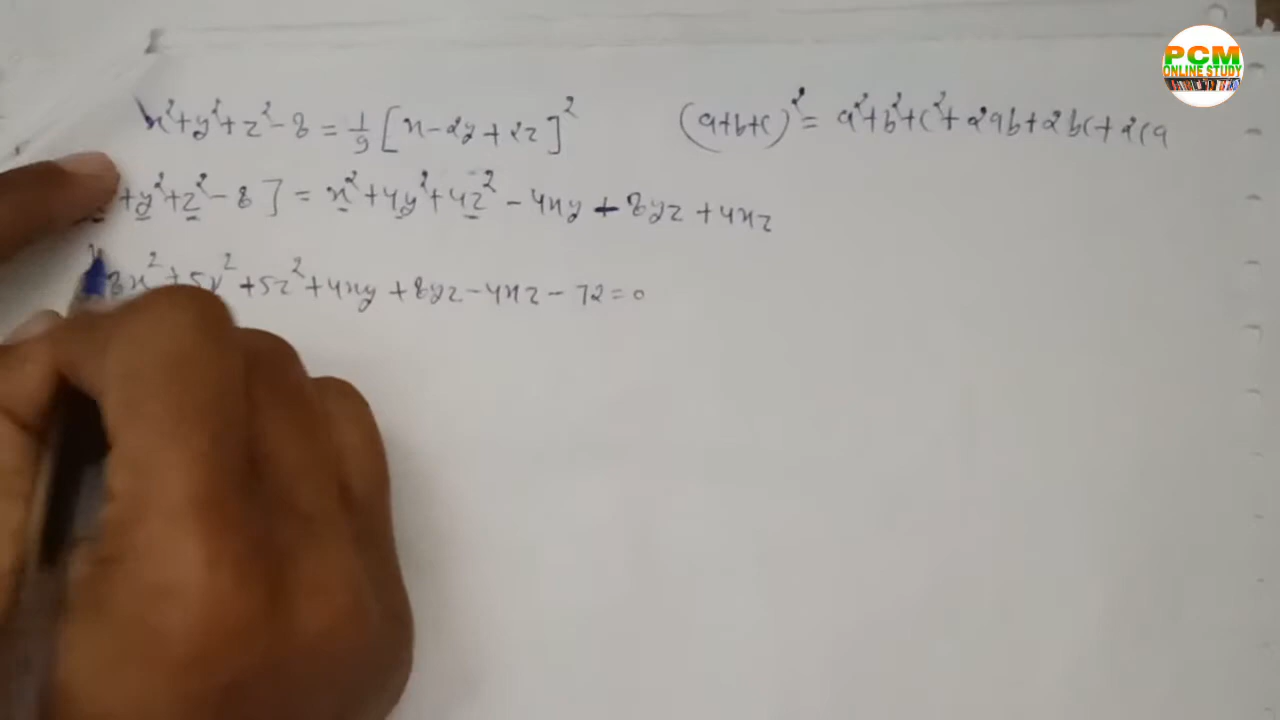 PCM
ONLINE STUDY
x²+y²+z²-8 = 1/9 [x-2y+2z]²
(a+b+c)² = a²+b²+c²+2ab+2bc+2ca
+y²+z²-8] = x²+4y²+4z²-4xy+8yz+4xz
8x²+5y²+5z²+4xy+8yz-4xz-72=0